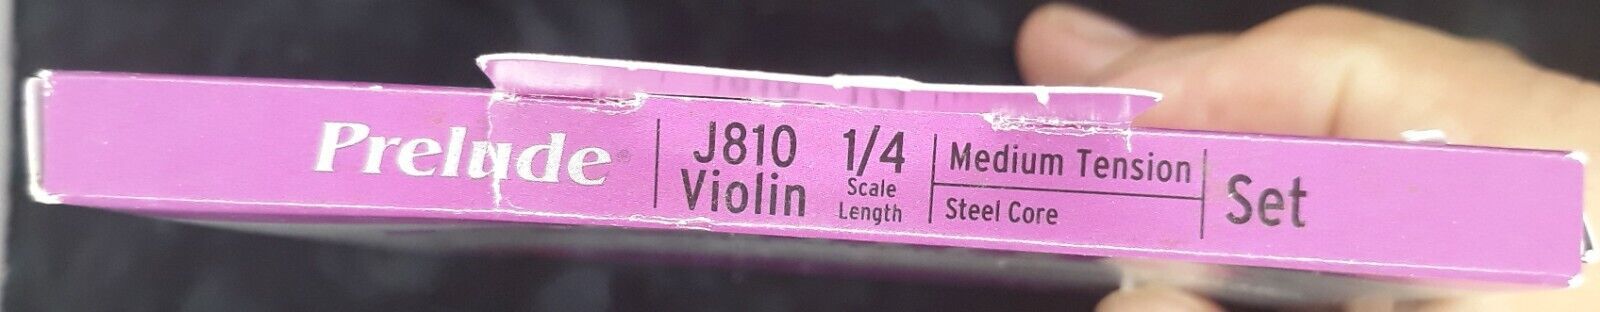 Prelude®
J810
Violin
1/4
Scale
Length
Medium Tension
Steel Core
Set